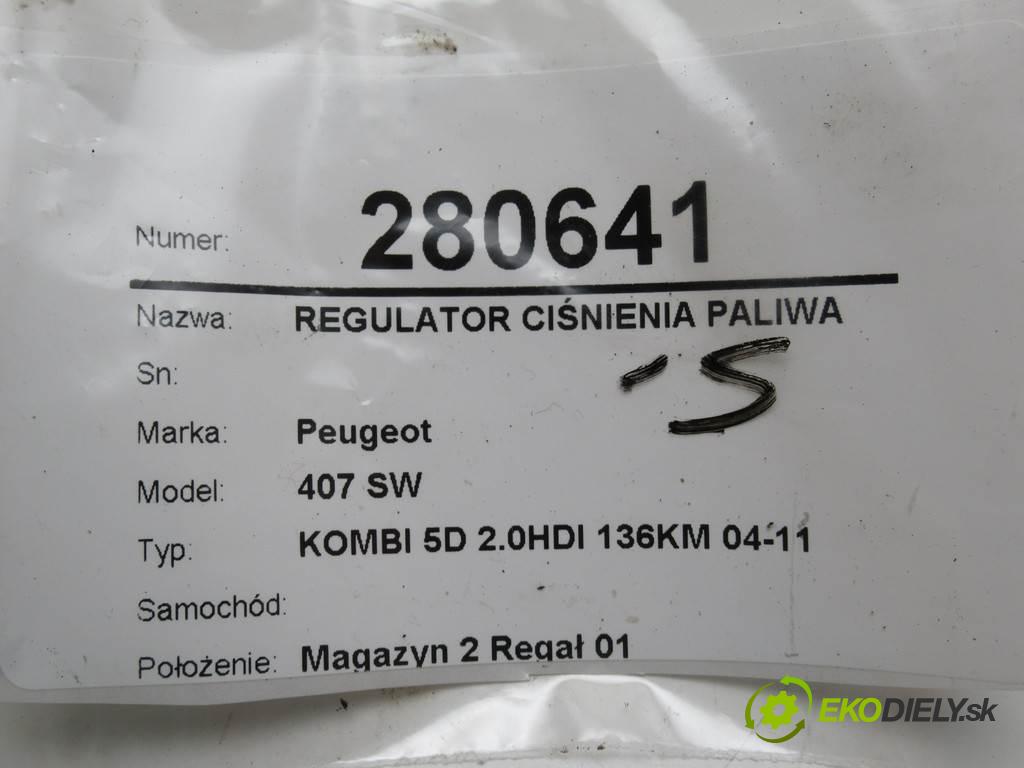 Numer: 280641
Nazwa: REGULATOR CIŚNIENIA PALIWA
Sn:
Marka: Peugeot
Model: 407 SW
Typ: KOMBI 5D 2.0HDI 136KM 04-11
Samochód:
Położenie: Magazyn 2 Regał 01
EKODIELY.sk